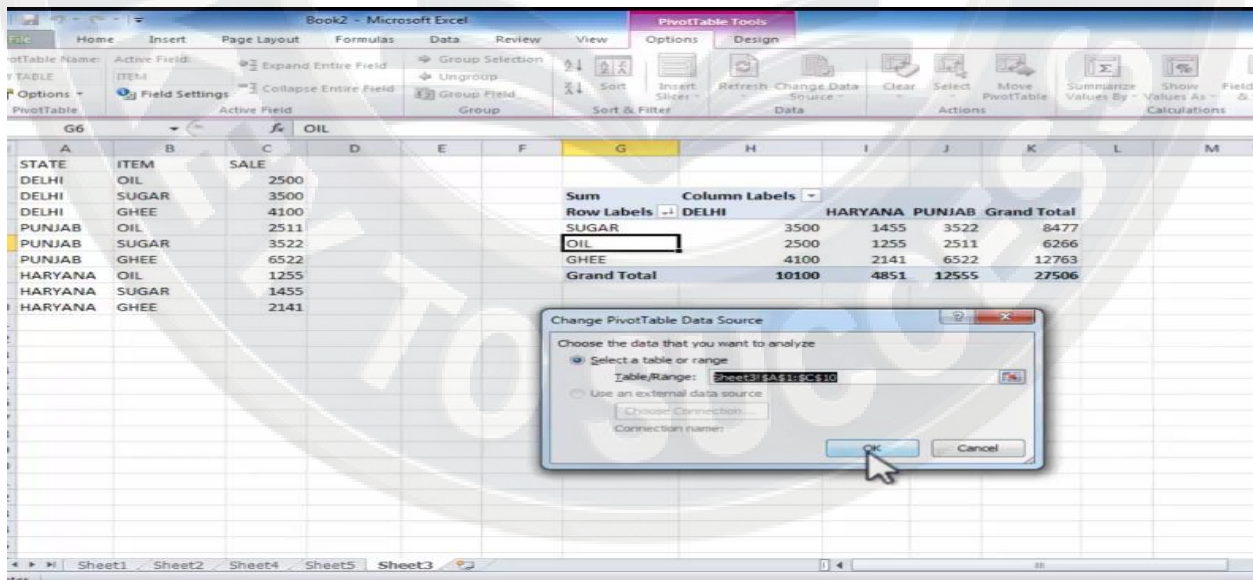 Book2 - Microsoft Excel
PivotTable Tools
File Home Insert Page Layout Formulas Data Review View Options Design
Active Field:
ITEM
Field Settings
Expand Entire Field
Collapse Entire Field
Active Field
Group Selection
Ungroup
Group Field
Group
Sort
Insert Slicer
Sort & Filter
Refresh
Change Data Source
Data
Clear
Select
Move PivotTable
Actions
Summarize Values By
Show Values As
Calculations
Options
PivotTable
G6 fx OIL
A B C D E F G H I J K L M
STATE ITEM SALE
DELHI OIL 2500
DELHI SUGAR 3500
DELHI GHEE 4100
PUNJAB OIL 2511
PUNJAB SUGAR 3522
PUNJAB GHEE 6522
HARYANA OIL 1255
HARYANA SUGAR 1455
HARYANA GHEE 2141
Sum Column Labels
Row Labels DELHI HARYANA PUNJAB Grand Total
SUGAR 3500 1455 3522 8477
OIL 2500 1255 2511 6266
GHEE 4100 2141 6522 12763
Grand Total 10100 4851 12555 27506
Change PivotTable Data Source
Choose the data that you want to analyze
Select a table or range
Table/Range: Sheet3!$A$1:$C$10
Use an external data source
Choose Connection...
Connection name:
OK Cancel
Sheet1 Sheet2 Sheet4 Sheet5 Sheet3
TO SUCCESS